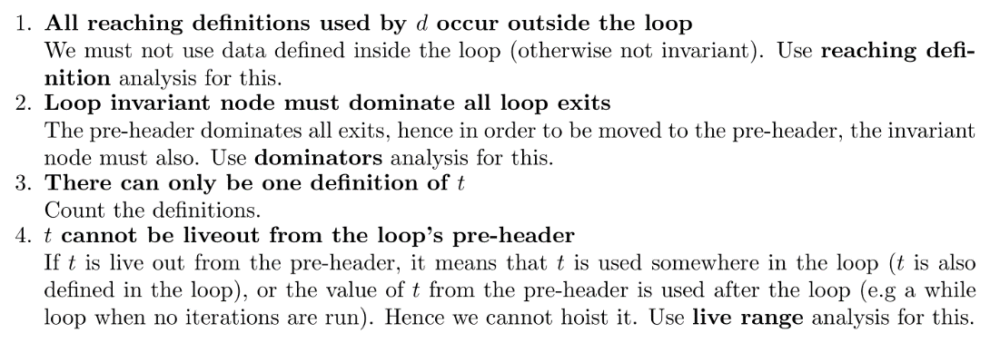 1. All reaching definitions used by d occur outside the loop
We must not use data defined inside the loop (otherwise not invariant). Use reaching defi-
nition analysis for this.
2. Loop invariant node must dominate all loop exits
The pre-header dominates all exits, hence in order to be moved to the pre-header, the invariant
node must also. Use dominators analysis for this.
3. There can only be one definition of t
Count the definitions.
4. t cannot be liveout from the loop's pre-header
If t is live out from the pre-header, it means that t is used somewhere in the loop (t is also
defined in the loop), or the value of t from the pre-header is used after the loop (e.g a while
loop when no iterations are run). Hence we cannot hoist it. Use live range analysis for this.